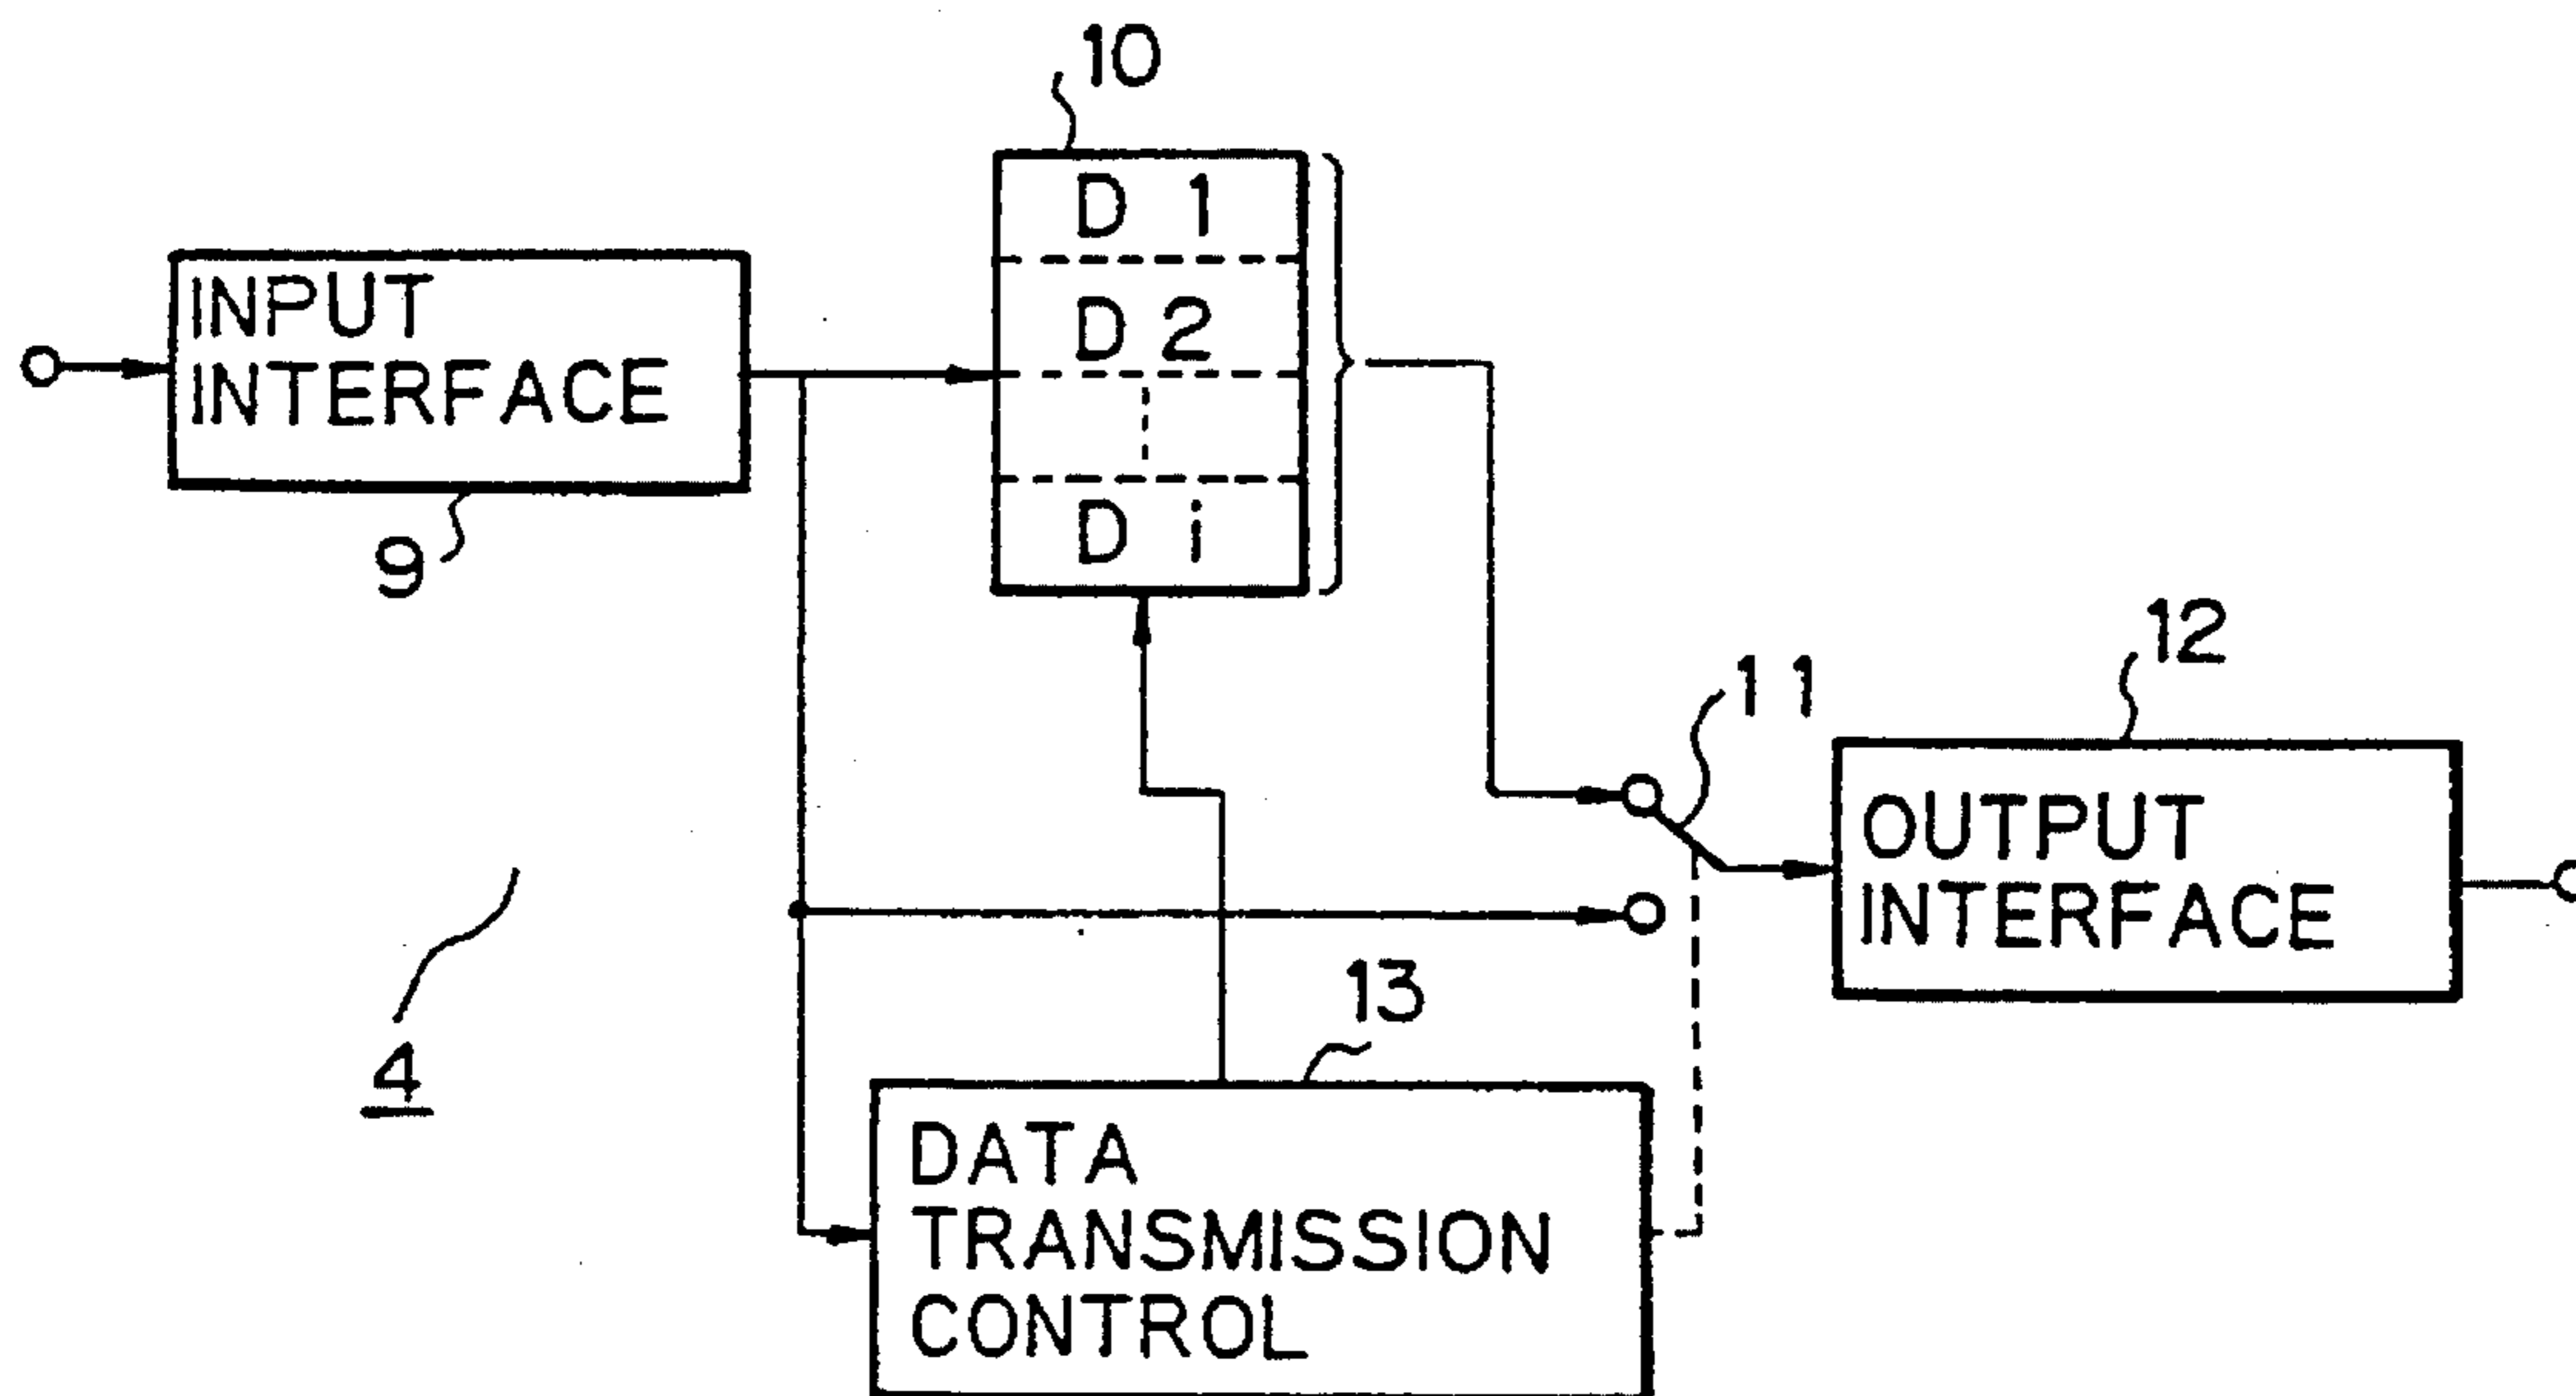 10
D 1
D 2
D i
INPUT
INTERFACE
9
11
12
OUTPUT
INTERFACE
4
13
DATA
TRANSMISSION
CONTROL